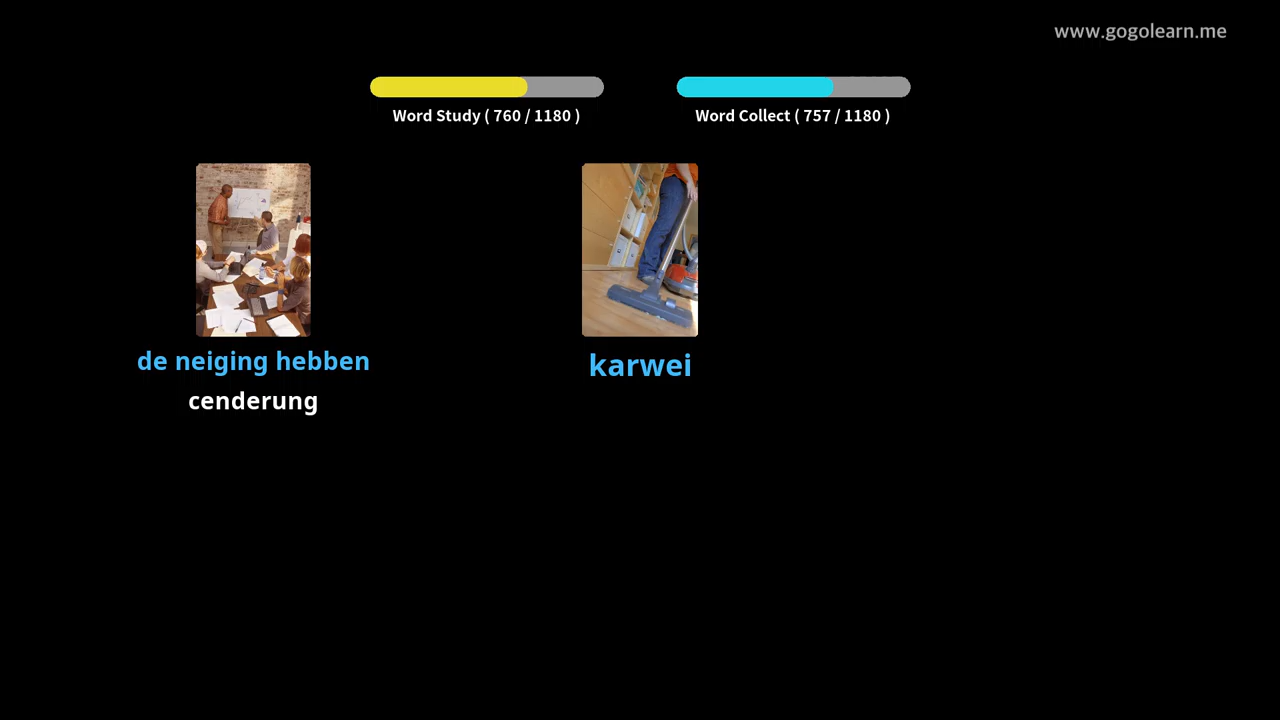 www.gogolearn.me
Word Study ( 760 / 1180 )
Word Collect ( 757 / 1180 )
de neiging hebben
cenderung
karwei